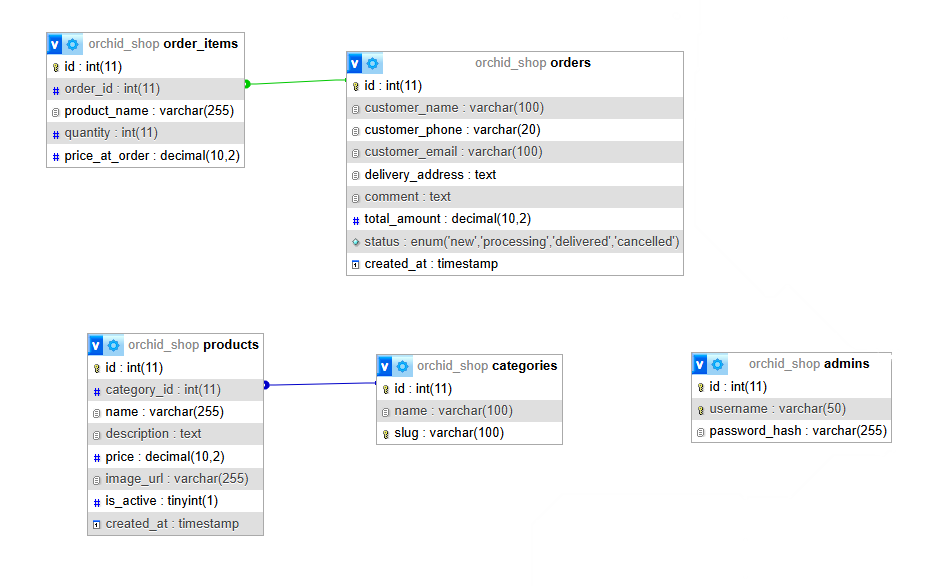 v orchid_shop order_items
id : int(11)
# order_id : int(11)
product_name : varchar(255)
# quantity : int(11)
# price_at_order : decimal(10,2)
v orchid_shop orders
id : int(11)
customer_name : varchar(100)
customer_phone : varchar(20)
customer_email : varchar(100)
delivery_address : text
comment : text
# total_amount : decimal(10,2)
status : enum('new','processing','delivered','cancelled')
created_at : timestamp
v orchid_shop products
id : int(11)
# category_id : int(11)
name : varchar(255)
description : text
# price : decimal(10,2)
image_url : varchar(255)
# is_active : tinyint(1)
created_at : timestamp
v orchid_shop categories
id : int(11)
name : varchar(100)
slug : varchar(100)
v orchid_shop admins
id : int(11)
username : varchar(50)
password_hash : varchar(255)